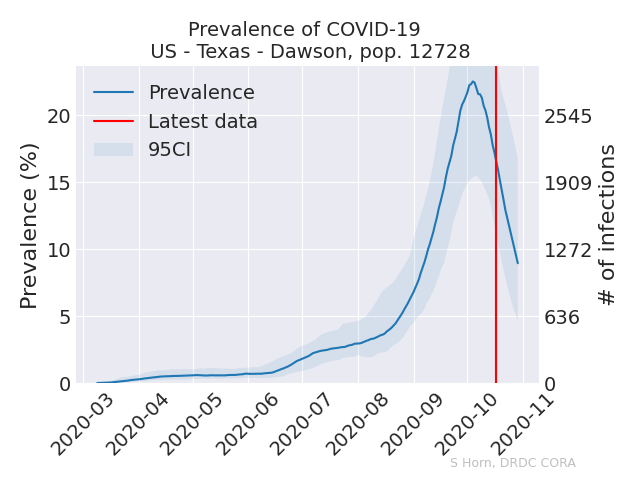 Prevalence of COVID-19
US - Texas - Dawson, pop. 12728
Prevalence
Latest data
95CI
Prevalence (%)
20
15
10
5
0
2545
1909
1272
636
0
# of infections
2020-03
2020-04
2020-05
2020-06
2020-07
2020-08
2020-09
2020-10
2020-11
S Horn, DRDC CORA